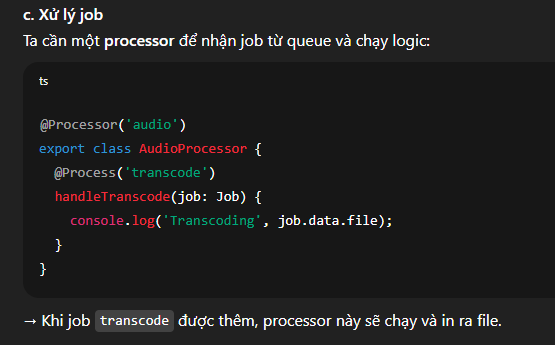 c. Xử lý job
Ta cần một processor để nhận job từ queue và chạy logic:
ts
@Processor('audio')
export class AudioProcessor {
  @Process('transcode')
  handleTranscode(job: Job) {
    console.log('Transcoding', job.data.file);
  }
}
→ Khi job transcode được thêm, processor này sẽ chạy và in ra file.